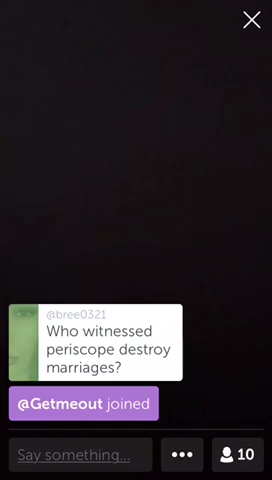 @bree0321
Who witnessed
periscope destroy
marriages?
@Getmeout joined
Say something...
10